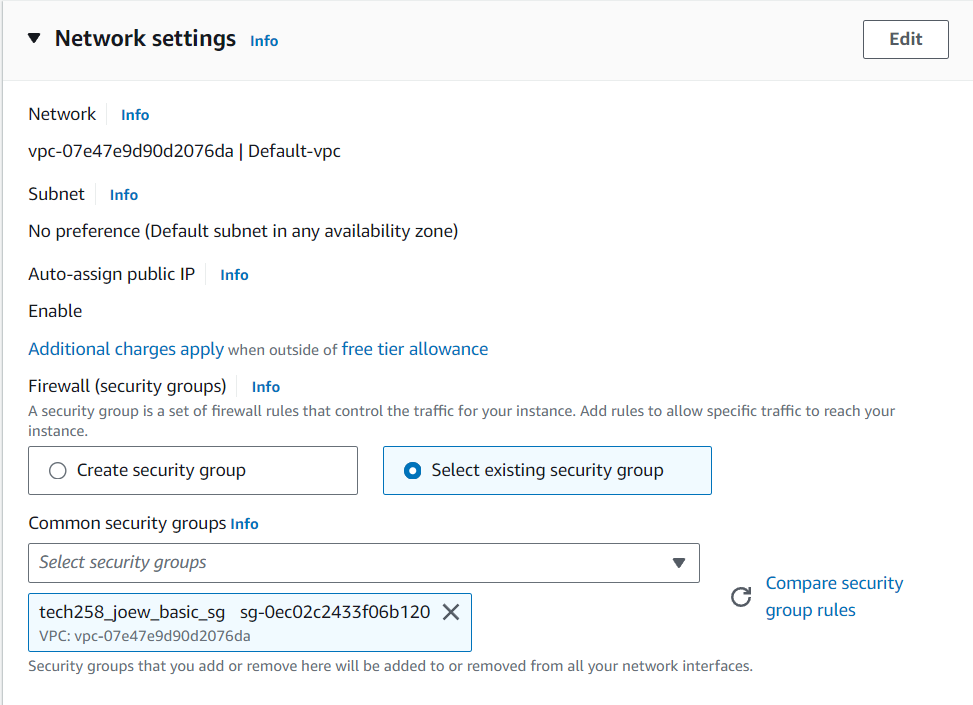 Network settings Info
Edit
Network Info
vpc-07e47e9d90d2076da | Default-vpc
Subnet Info
No preference (Default subnet in any availability zone)
Auto-assign public IP Info
Enable
Additional charges apply when outside of free tier allowance
Firewall (security groups) Info
A security group is a set of firewall rules that control the traffic for your instance. Add rules to allow specific traffic to reach your
instance.
Create security group
Select existing security group
Common security groups Info
Select security groups
Compare security
group rules
tech258_joew_basic_sg sg-0ec02c2433f06b120
VPC: vpc-07e47e9d90d2076da
Security groups that you add or remove here will be added to or removed from all your network interfaces.